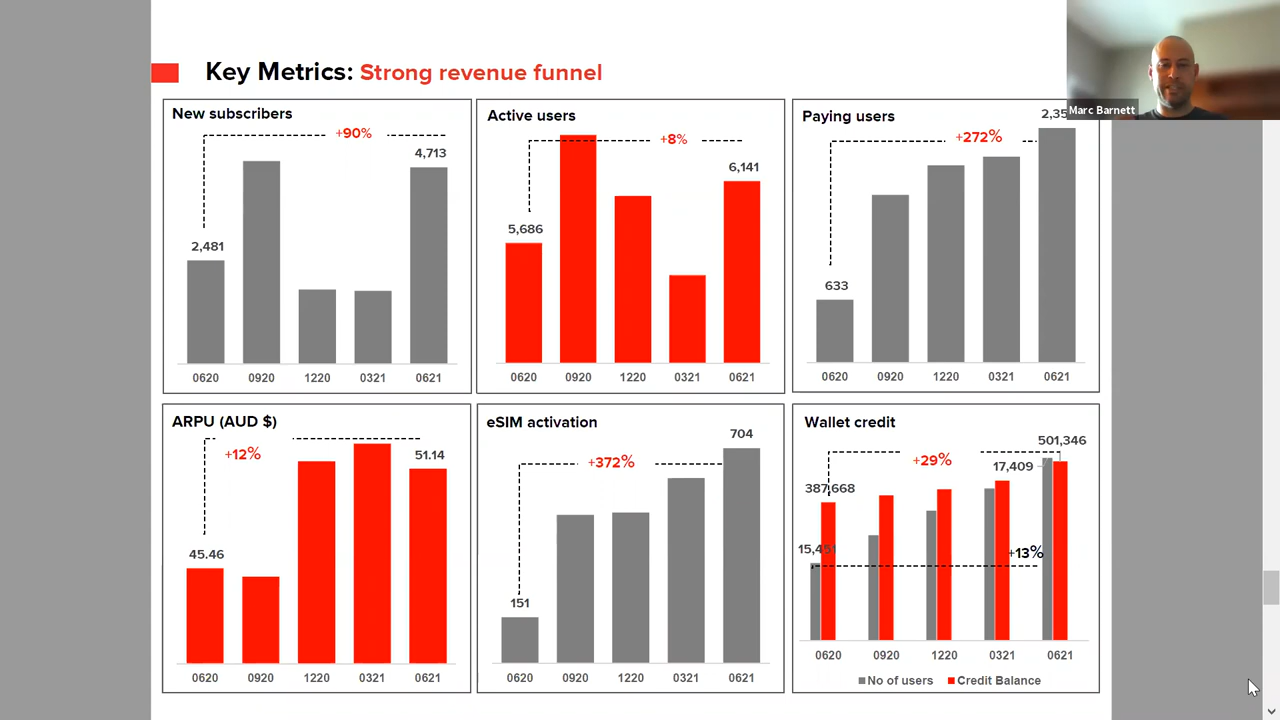 Key Metrics: Strong revenue funnel
Marc Barnett
New subscribers
+90%
4,713
2,481
0620 0920 1220 0321 0621
Active users
+8%
6,141
5,686
0620 0920 1220 0321 0621
Paying users
+272%
633
0620 0920 1220 0321 0621
ARPU (AUD $)
+12%
51.14
45.46
0620 0920 1220 0321 0621
eSIM activation
704
+372%
151
0620 0920 1220 0321 0621
Wallet credit
501,346
+29%
17,409
387,668
+13%
0620 0920 1220 0321 0621
No of users Credit Balance